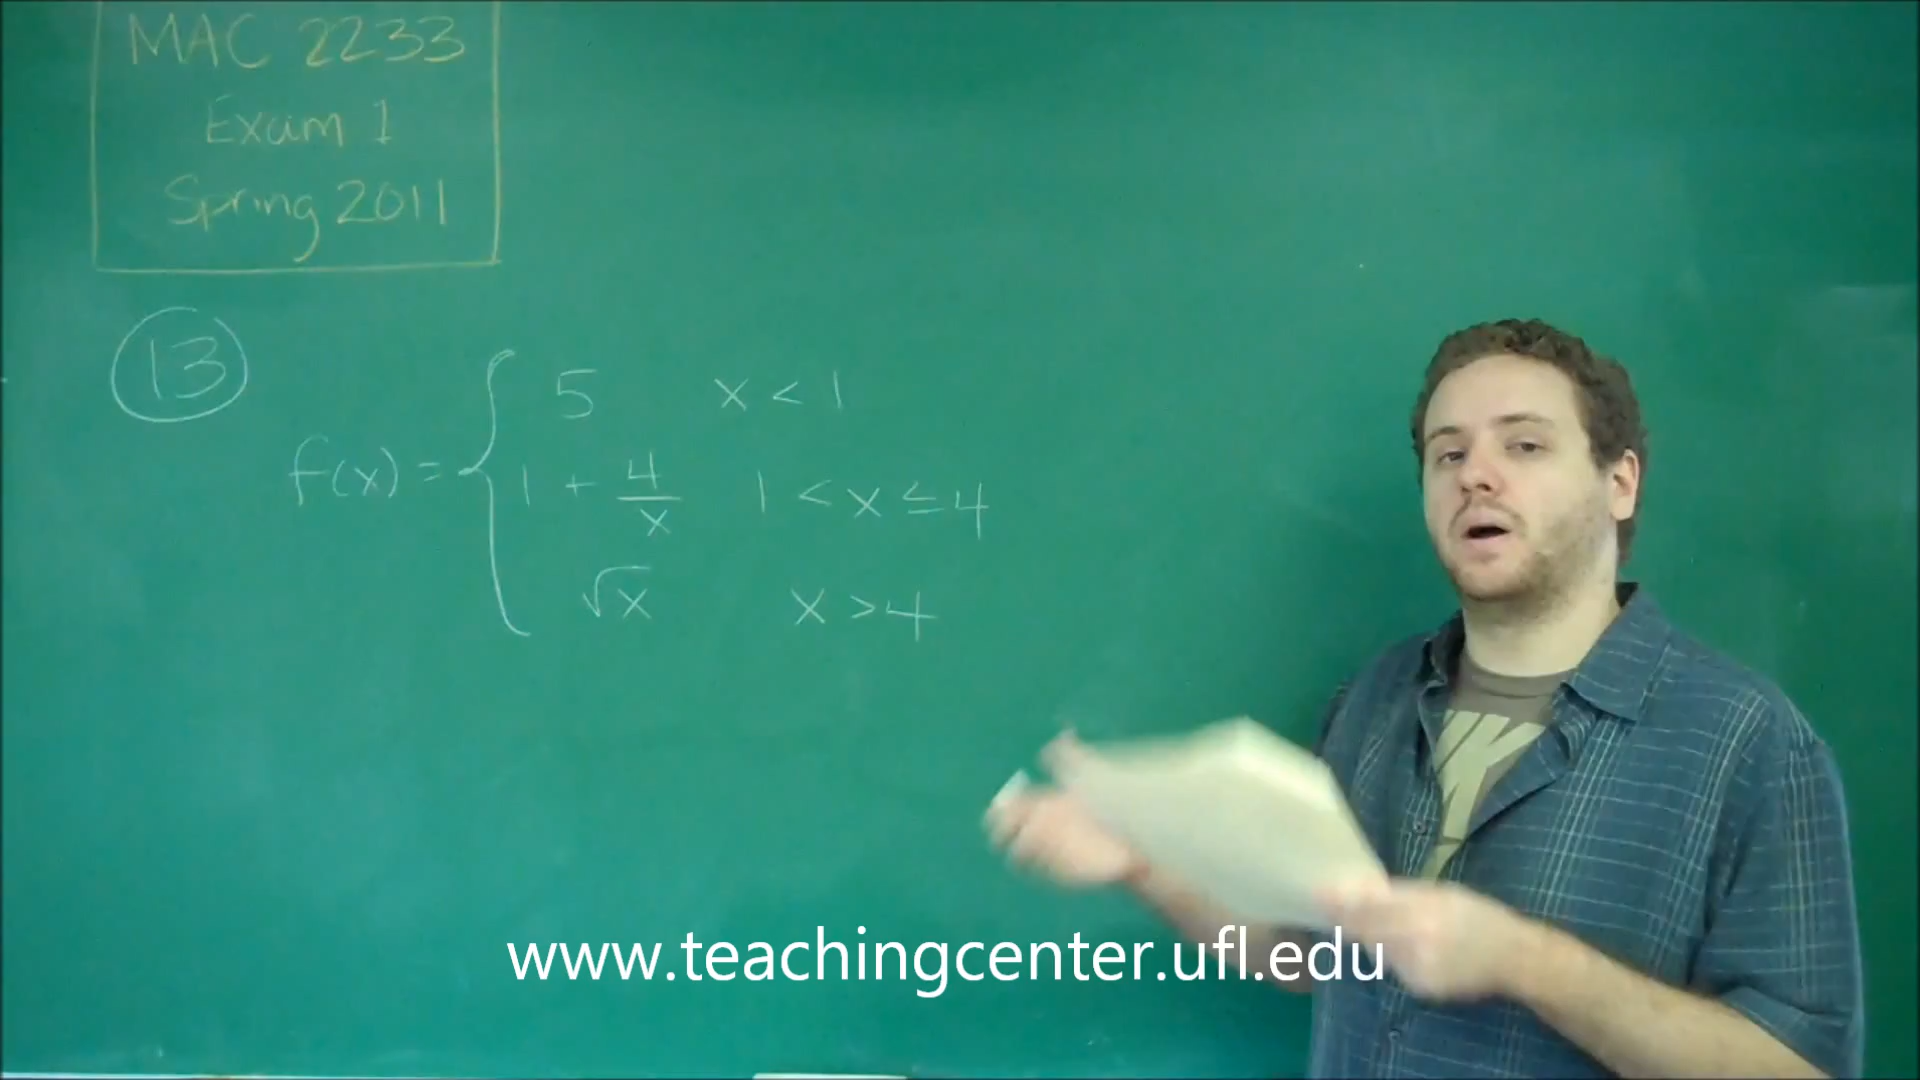 MAC 2233
Exam 1
Spring 2011
13
f(x) = { 5 x < 1
1 + 4/x 1 < x ≤ 4
√x x > 4
www.teachingcenter.ufl.edu